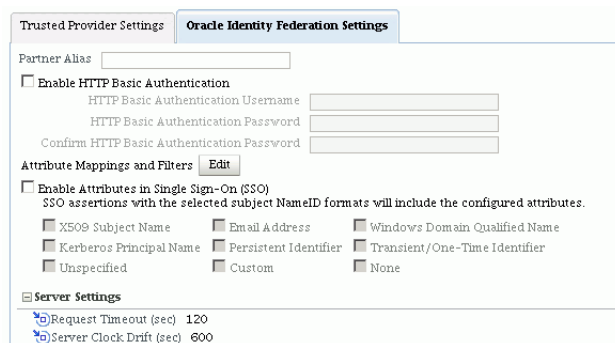 Trusted Provider Settings Oracle Identity Federation Settings
Partner Alias
Enable HTTP Basic Authentication
HTTP Basic Authentication Username
HTTP Basic Authentication Password
Confirm HTTP Basic Authentication Password
Attribute Mappings and Filters Edit
Enable Attributes in Single Sign-On (SSO)
SSO assertions with the selected subject NameID formats will include the configured attributes.
X509 Subject Name Email Address Windows Domain Qualified Name
Kerberos Principal Name Persistent Identifier Transient/One-Time Identifier
Unspecified Custom None
Server Settings
Request Timeout (sec) 120
Server Clock Drift (sec) 600